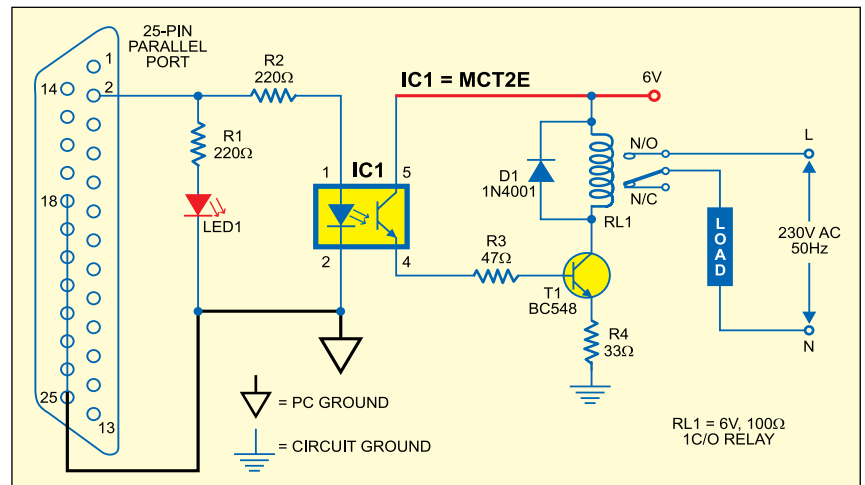 25-PIN
PARALLEL
PORT
1
14
2
18
25
13
R2
220Ω
R1
220Ω
LED1
IC1 = MCT2E
6V
IC1
1
5
2
4
D1
1N4001
N/O
N/C
RL1
L
LOAD
230V AC
50Hz
N
R3
47Ω
T1
BC548
R4
33Ω
= PC GROUND
= CIRCUIT GROUND
RL1 = 6V, 100Ω
1C/O RELAY